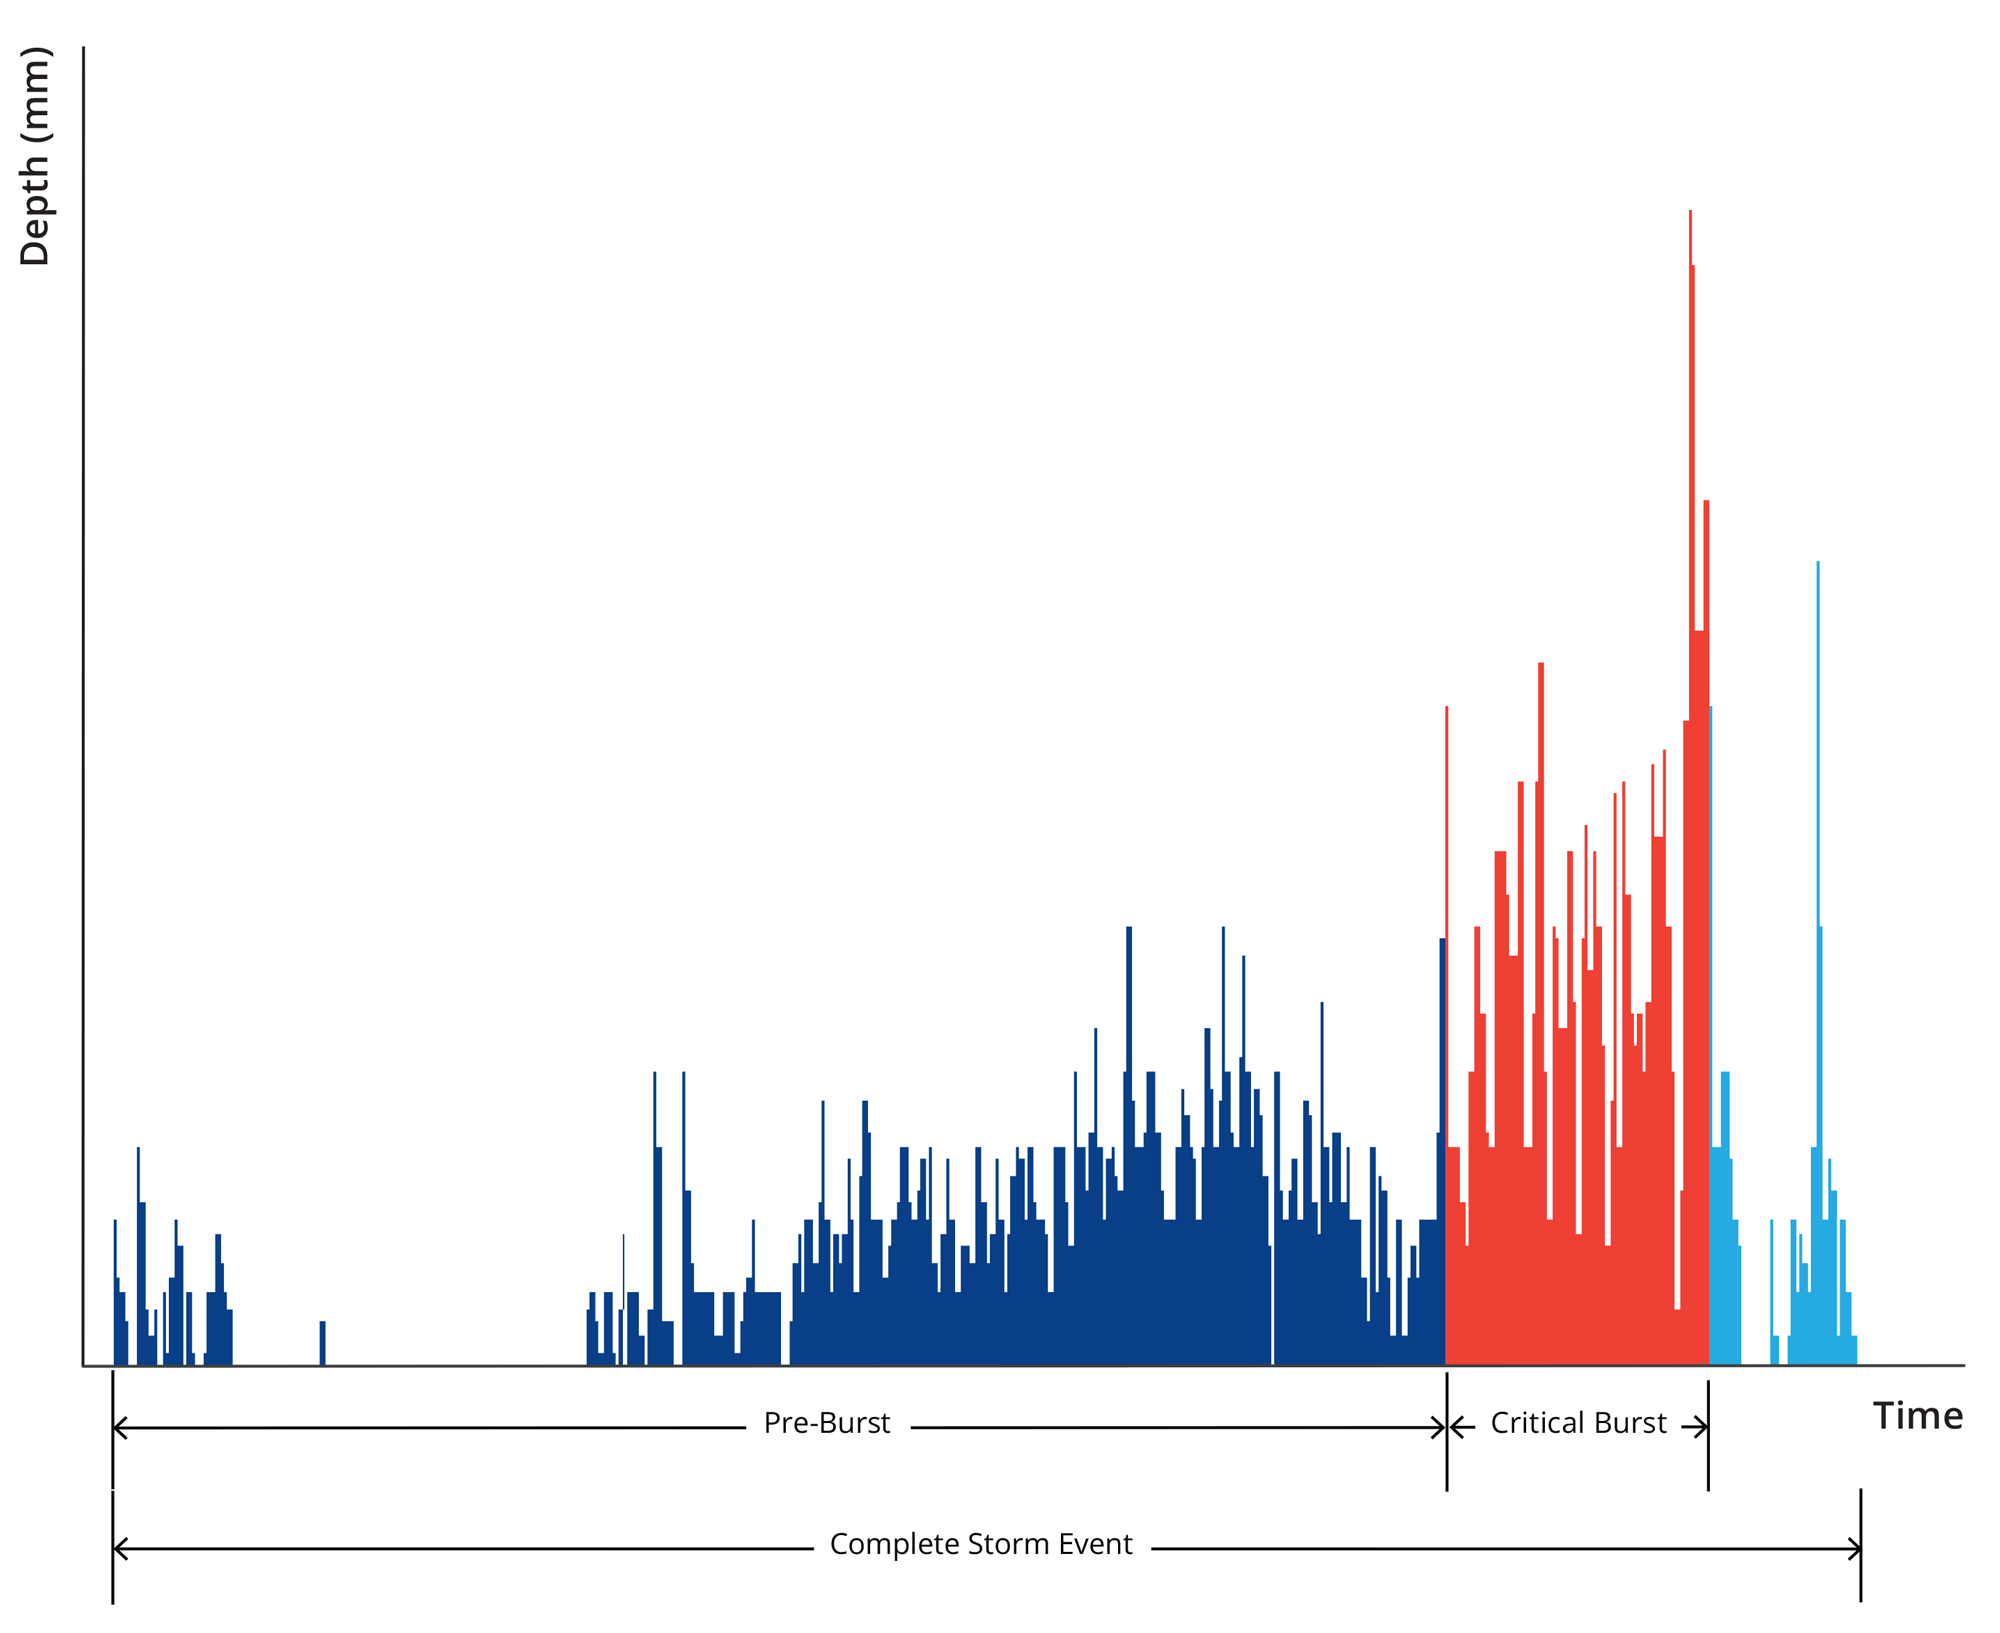 Depth (mm)
Pre-Burst
Critical Burst
Time
Complete Storm Event